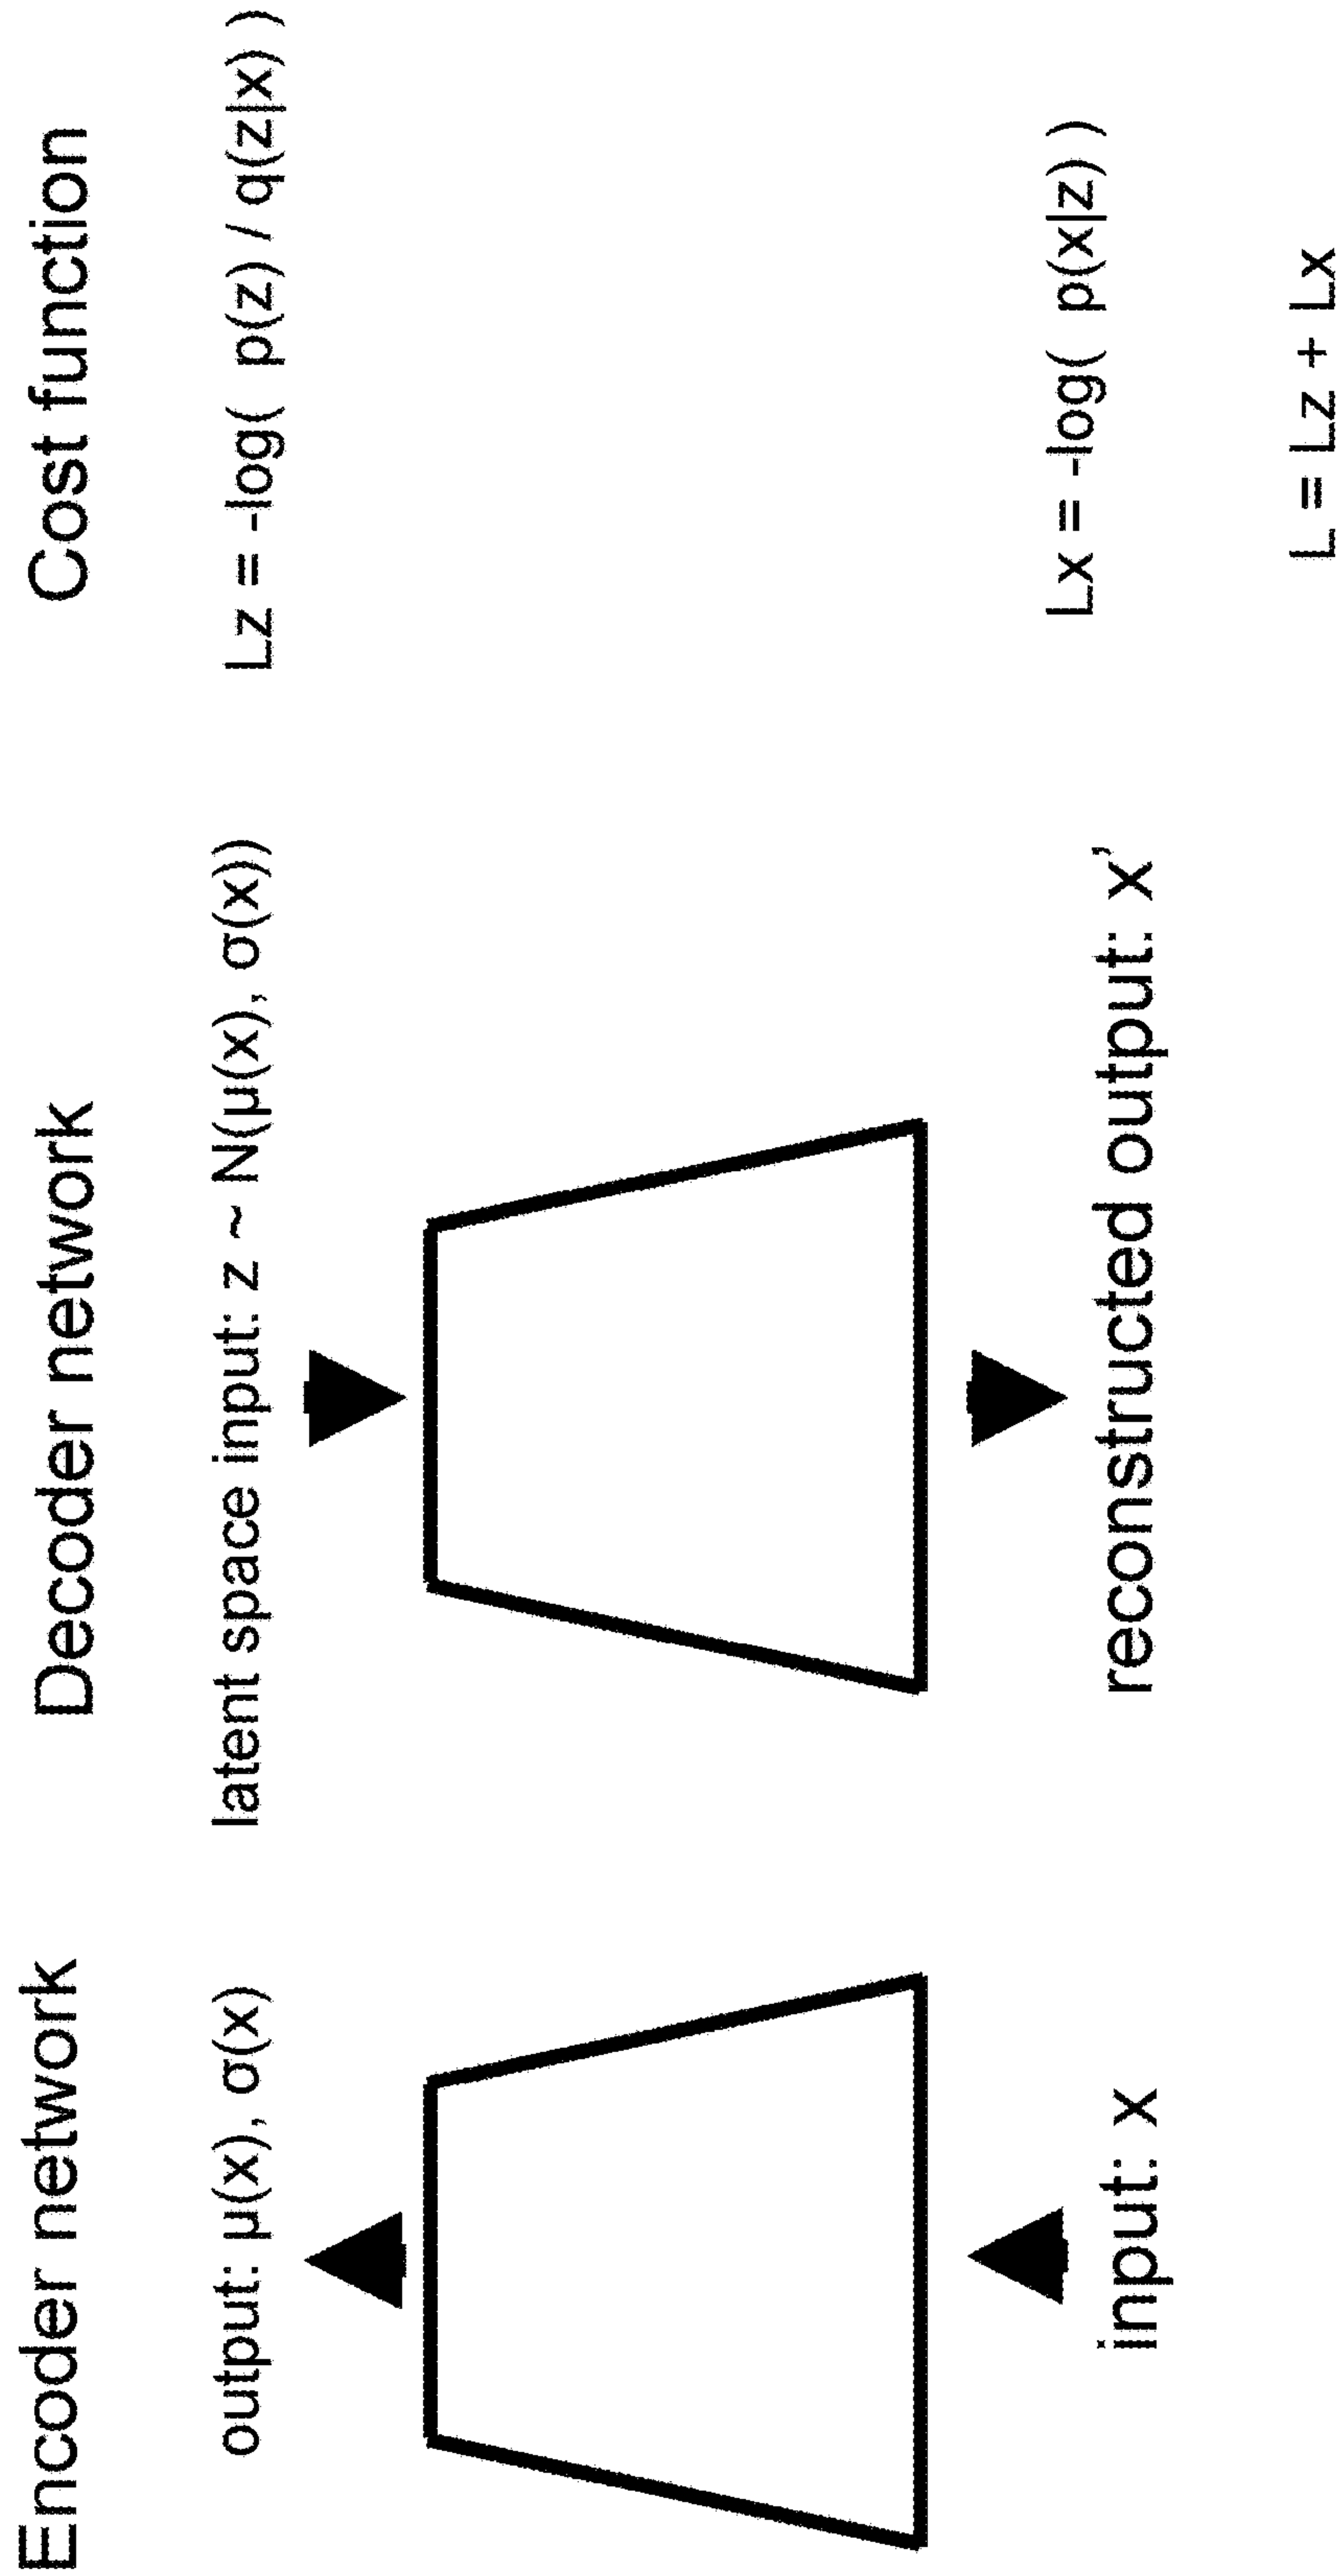 Encoder network
output: μ(x), σ(x)
input: x
Decoder network
latent space input: z ~ N(μ(x), σ(x))
reconstructed output: x’
Cost function
Lz = -log( p(z) / q(z|x) )
Lx = -log( p(x|z) )
L = Lz + Lx